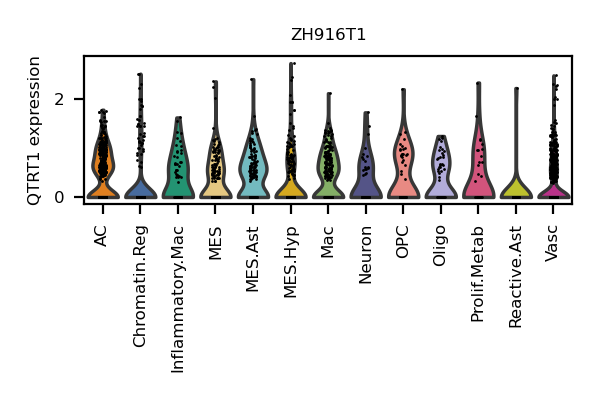 ZH916T1
QTRT1 expression
2
0
AC
Chromatin.Reg
Inflammatory.Mac
MES
MES.Ast
MES.Hyp
Mac
Neuron
OPC
Oligo
Prolif.Metab
Reactive.Ast
Vasc